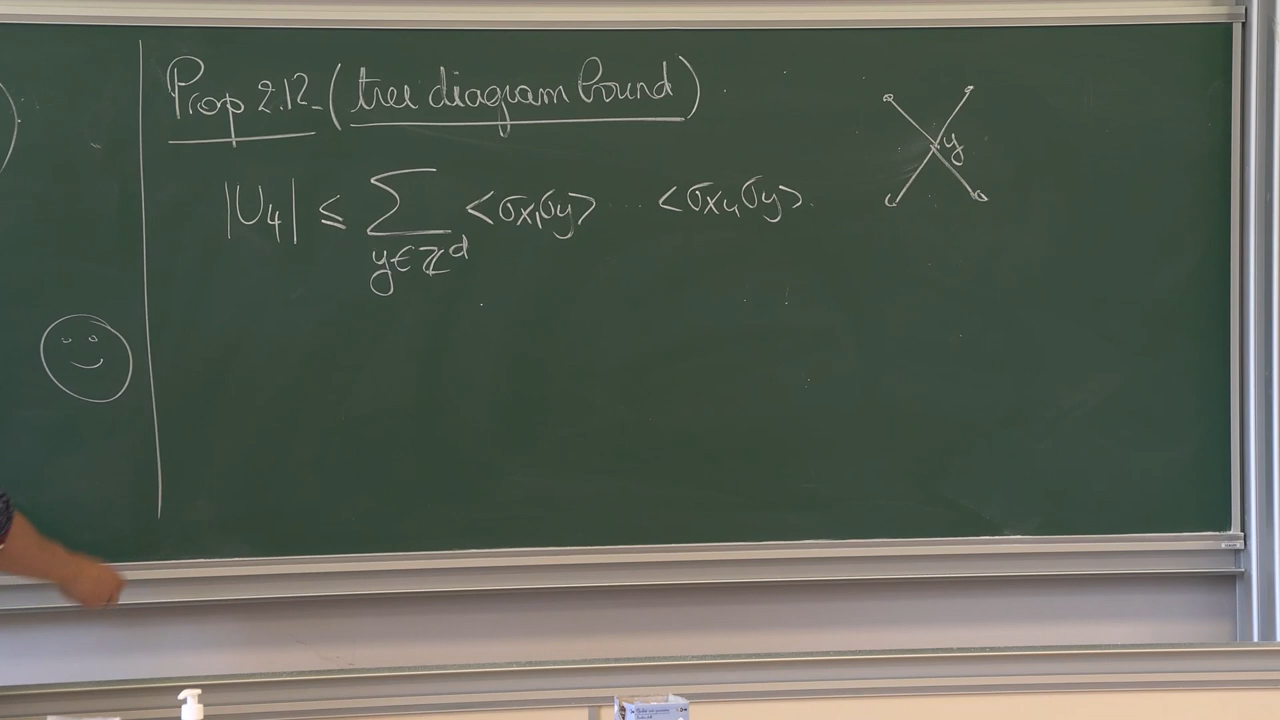 Prop 2.12 - (tree diagram bound)
|U₄| ≤ ∑ <σx₁σy> ... <σx₄σy>.
y∈ℤᵈ
y